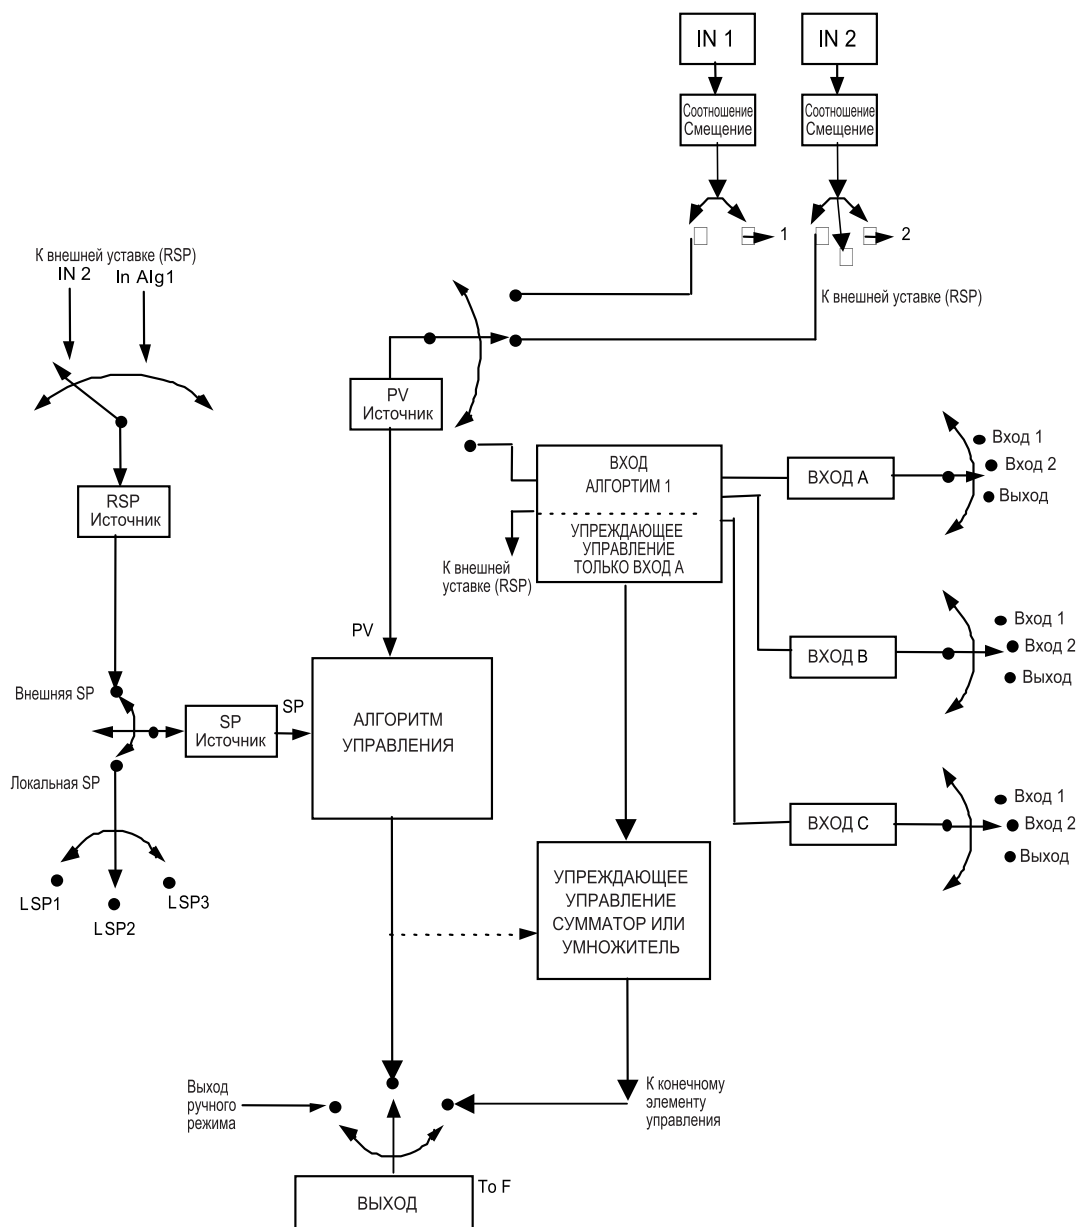 IN 1
IN 2
Соотношение
Смещение
Соотношение
Смещение
1
2
К внешней уставке (RSP)
IN 2
In Alg1
К внешней уставке (RSP)
PV
Источник
RSP
Источник
ВХОД
АЛГОРТИМ 1
УПРЕЖДАЮЩЕЕ
УПРАВЛЕНИЕ
ТОЛЬКО ВХОД A
К внешней
уставке (RSP)
ВХОД A
Вход 1
Вход 2
Выход
PV
ВХОД B
Вход 1
Вход 2
Выход
Внешняя SP
SP
Источник
SP
АЛГОРИТМ
УПРАВЛЕНИЯ
Локальная SP
LSP1
LSP2
LSP3
ВХОД C
Вход 1
Вход 2
Выход
УПРЕЖДАЮЩЕЕ
УПРАВЛЕНИЕ
СУММАТОР ИЛИ
УМНОЖИТЕЛЬ
Выход
ручного
режима
К конечному
элементу
управления
ВЫХОД
To F